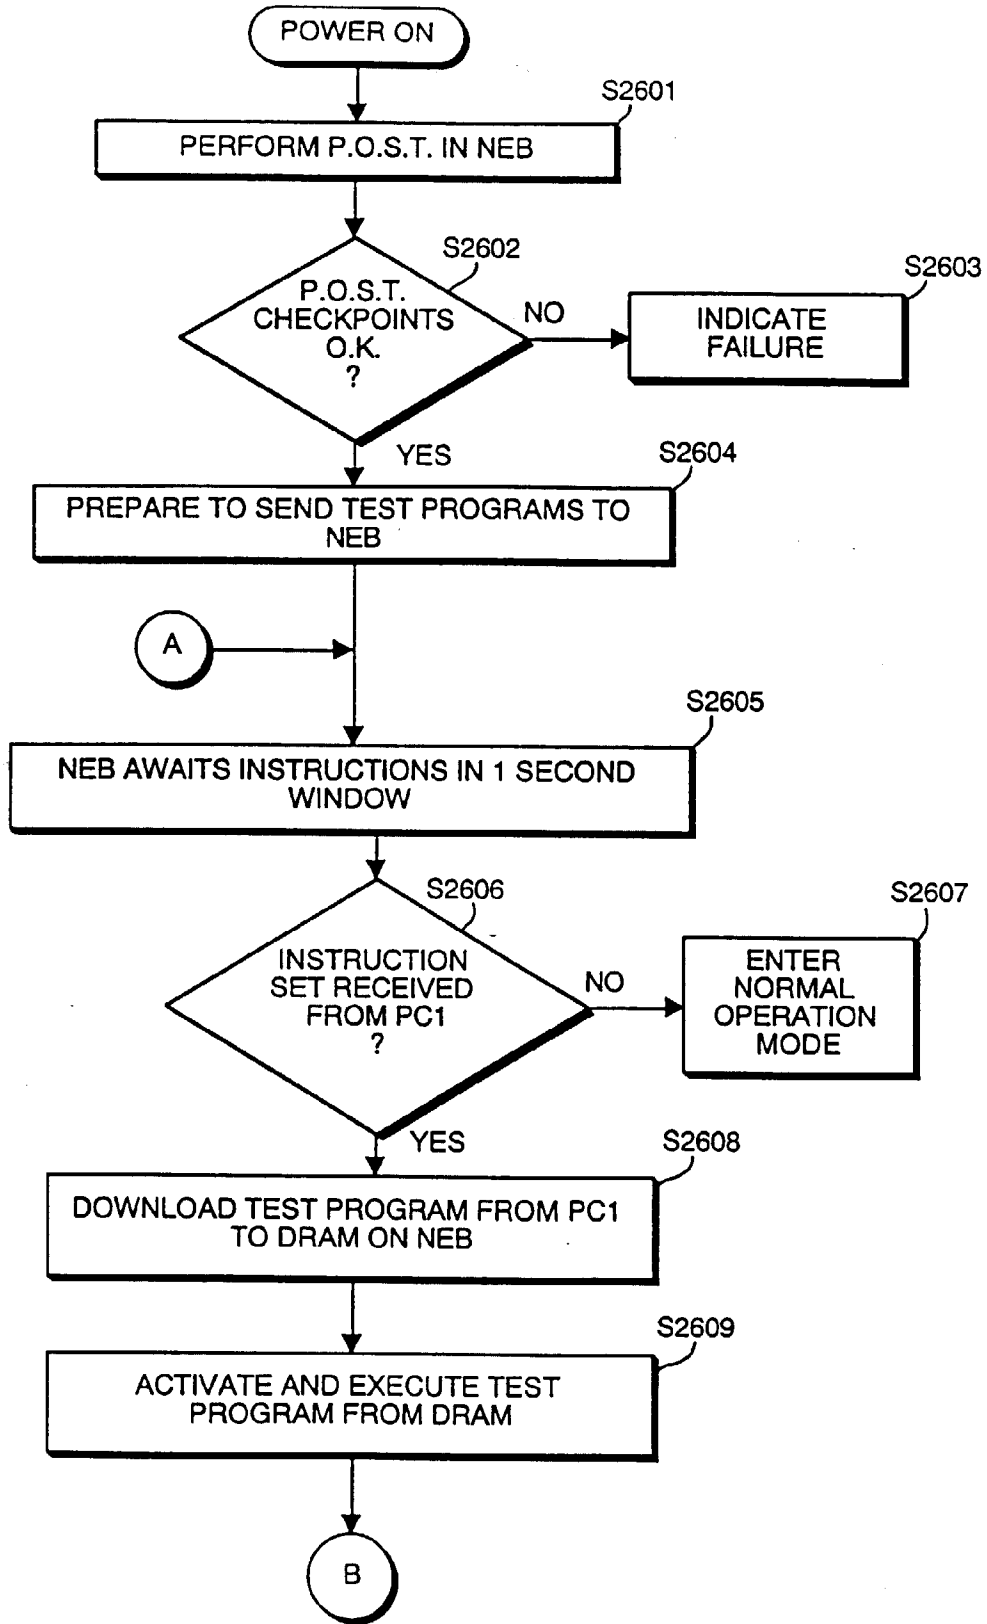 POWER ON
S2601
PERFORM P.O.S.T. IN NEB
S2602
P.O.S.T.
CHECKPOINTS
O.K.
?
NO
S2603
INDICATE
FAILURE
YES
S2604
PREPARE TO SEND TEST PROGRAMS TO
NEB
A
S2605
NEB AWAITS INSTRUCTIONS IN 1 SECOND
WINDOW
S2606
INSTRUCTION
SET RECEIVED
FROM PC1
?
NO
S2607
ENTER
NORMAL
OPERATION
MODE
YES
S2608
DOWNLOAD TEST PROGRAM FROM PC1
TO DRAM ON NEB
S2609
ACTIVATE AND EXECUTE TEST
PROGRAM FROM DRAM
B